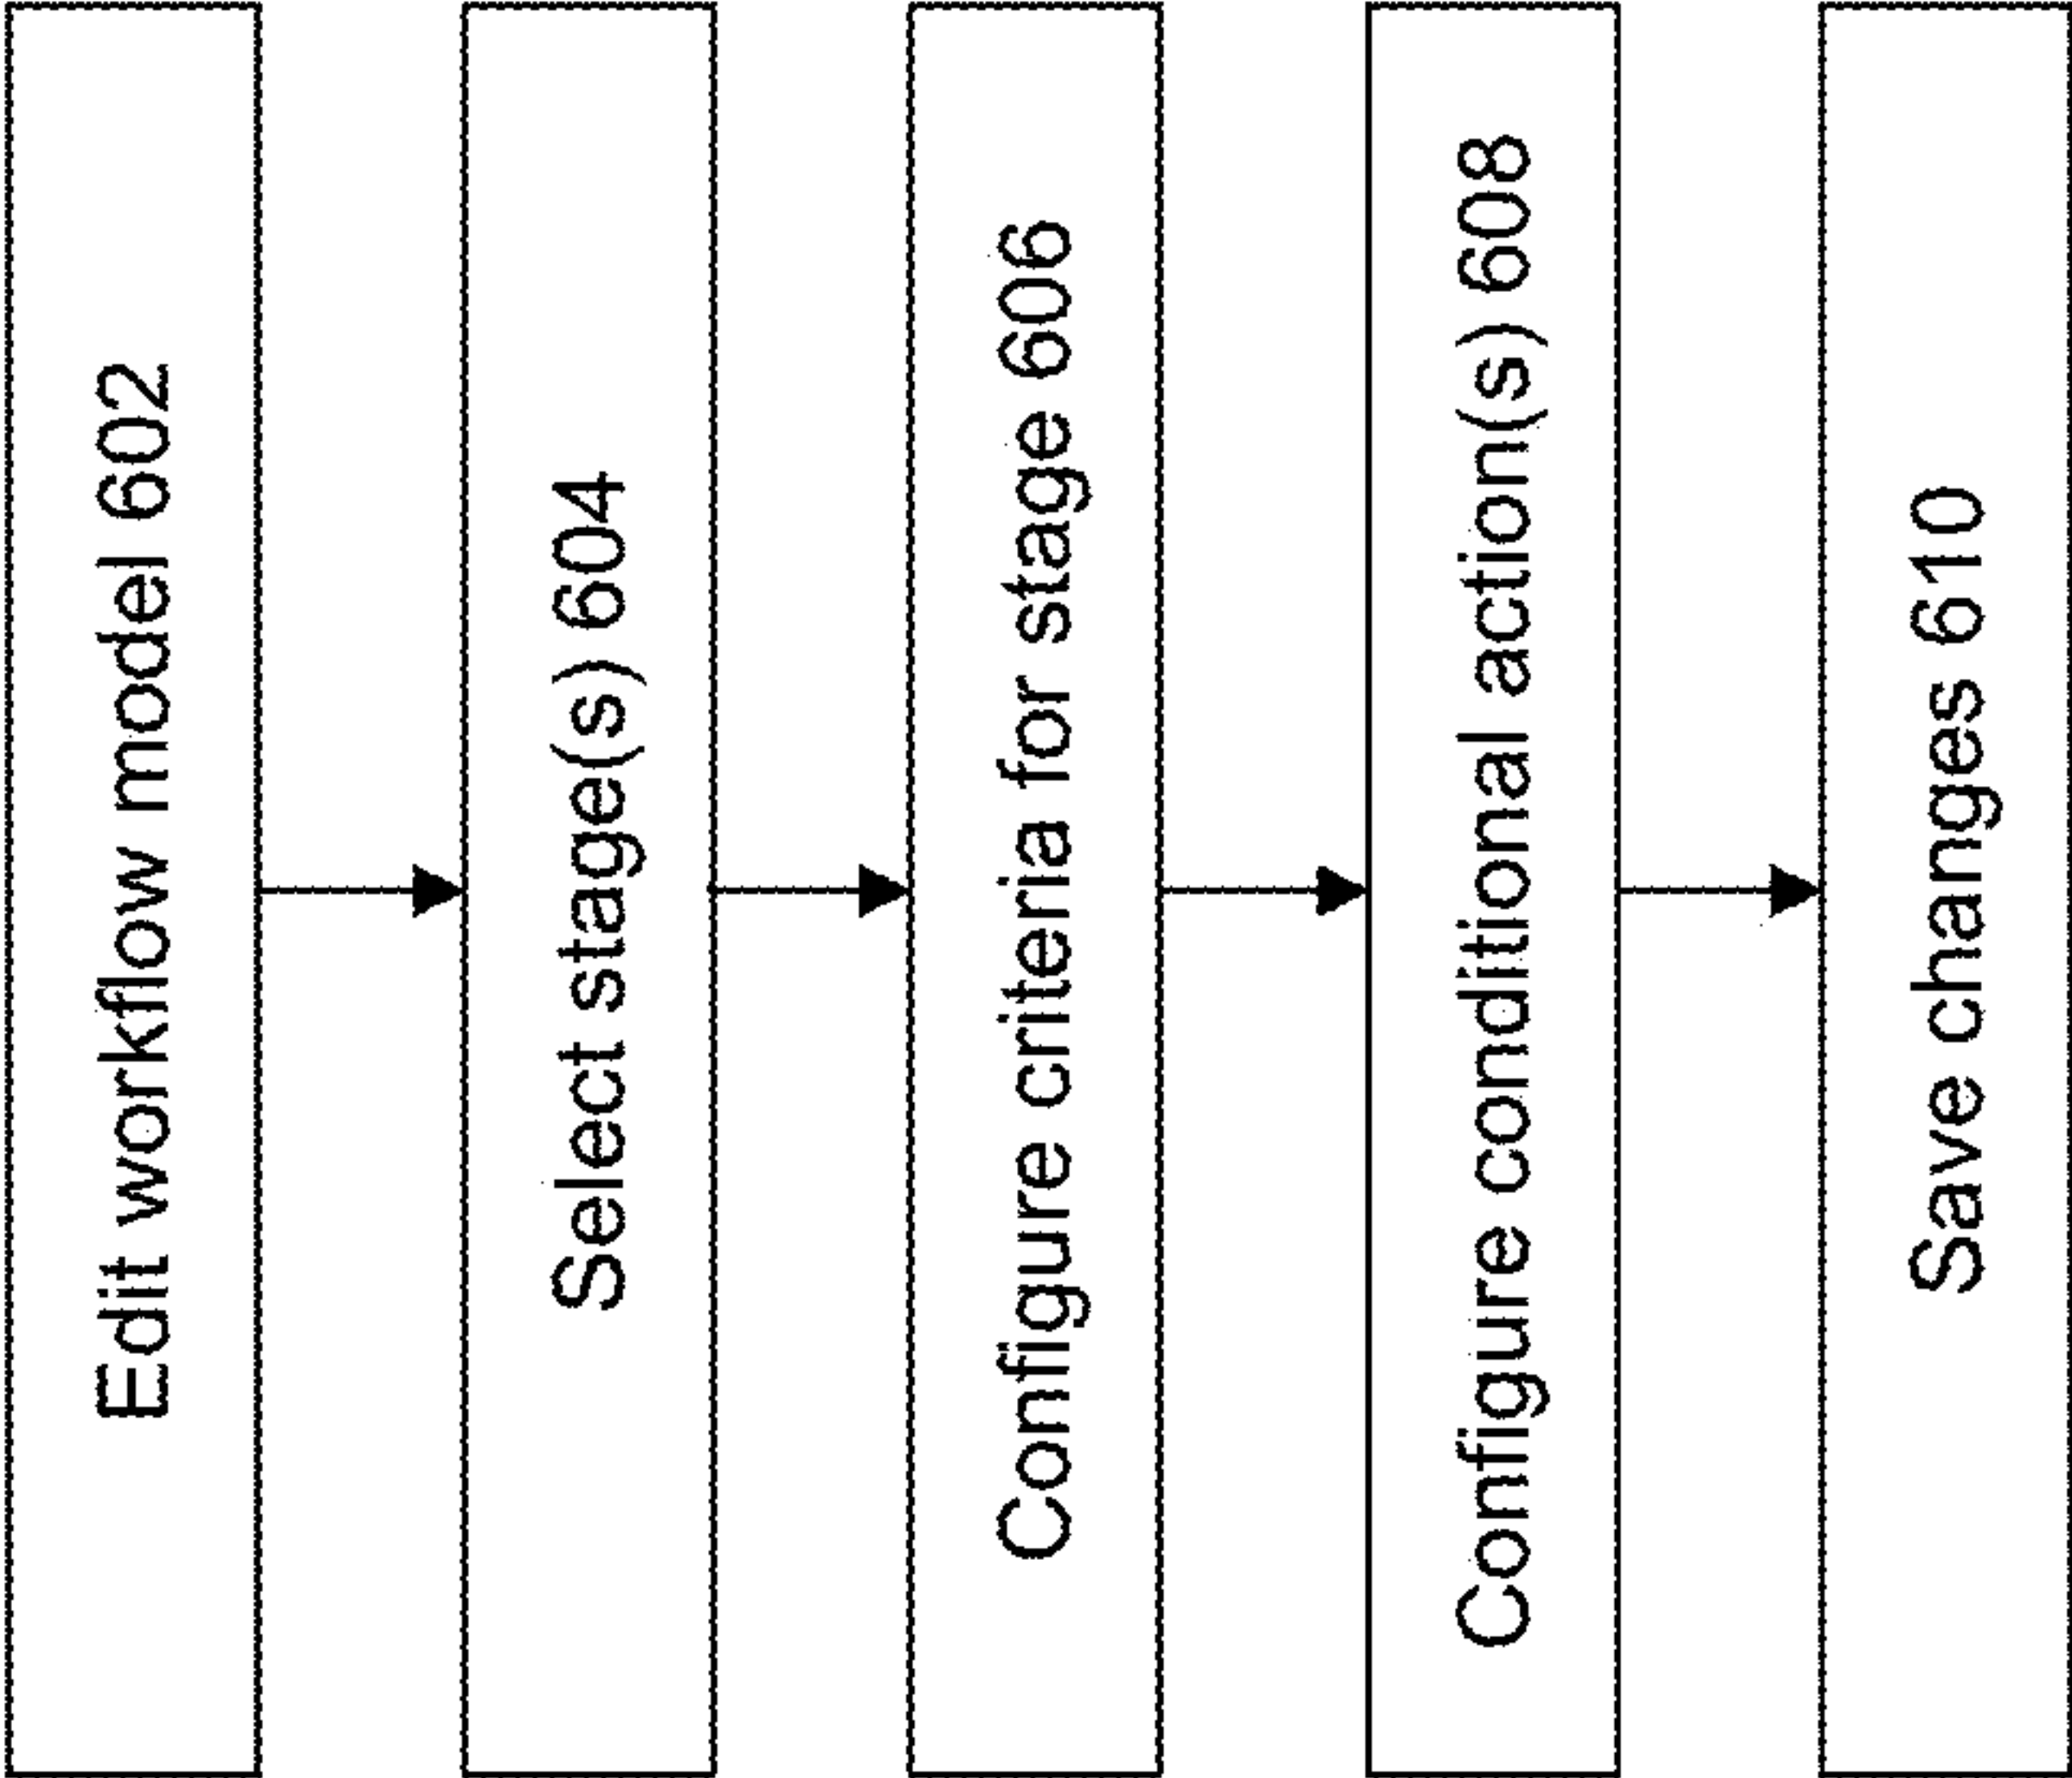 Edit workflow model 602
Select stage(s) 604
Configure criteria for stage 606
Configure conditional action(s) 608
Save changes 610